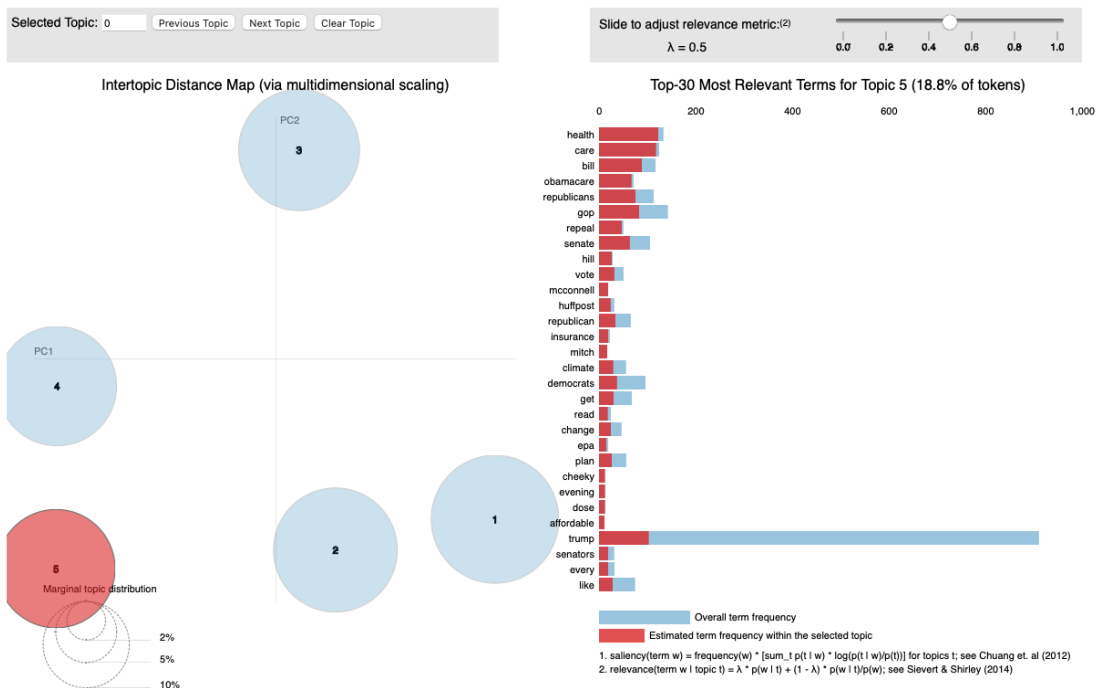 Selected Topic: 0 Previous Topic Next Topic Clear Topic
Slide to adjust relevance metric:(2)
λ = 0.5
0.0 0.2 0.4 0.6 0.8 1.0
Intertopic Distance Map (via multidimensional scaling)
PC2
3
PC1
4
1
2
5
Marginal topic distribution
2%
5%
10%
Top-30 Most Relevant Terms for Topic 5 (18.8% of tokens)
0 200 400 600 800 1,000
health
care
bill
obamacare
republicans
gop
repeal
senate
hill
vote
mcconnell
huffpost
republican
insurance
mitch
climate
democrats
get
read
change
epa
plan
cheeky
evening
dose
affordable
trump
senators
every
like
Overall term frequency
Estimated term frequency within the selected topic
1. saliency(term w) = frequency(w) * [sum_t p(t | w) * log(p(t | w)/p(t))] for topics t; see Chuang et. al (2012)
2. relevance(term w | topic t) = λ * p(w | t) + (1 - λ) * p(w | t)/p(w); see Sievert & Shirley (2014)